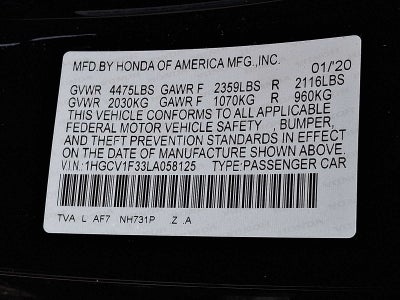 MFD.BY HONDA OF AMERICA MFG.,INC. 01/20
GVWR 4475LBS GAWR F 2359LBS R 2116LBS
GVWR 2030KG GAWR F 1070KG R 960KG
THIS VEHICLE CONFORMS TO ALL APPLICABLE
FEDERAL MOTOR VEHICLE SAFETY , BUMPER,
AND THEFT PREVENTION STANDARDS IN EFFECT
ON THE DATE OF MANUFACTURE SHOWN ABOVE.
V.I.N.:1HGCV1F33LA058125 TYPE:PASSENGER CAR
TVA L AF7 NH731P .Z .A